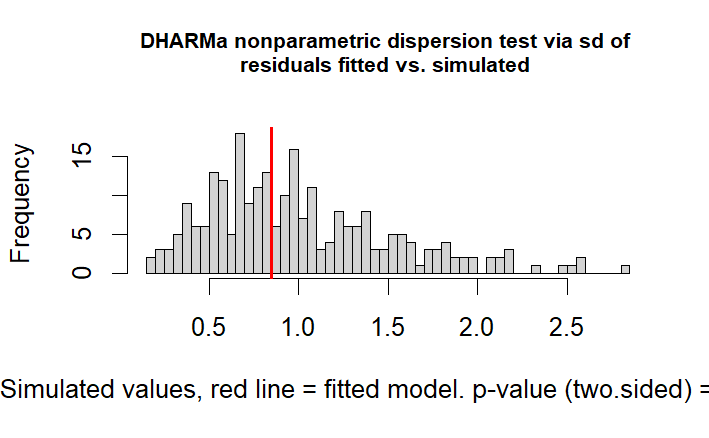 DHARMa nonparametric dispersion test via sd of
residuals fitted vs. simulated
Frequency
15
5
0
0.5 1.0 1.5 2.0 2.5
Simulated values, red line = fitted model. p-value (two.sided) =